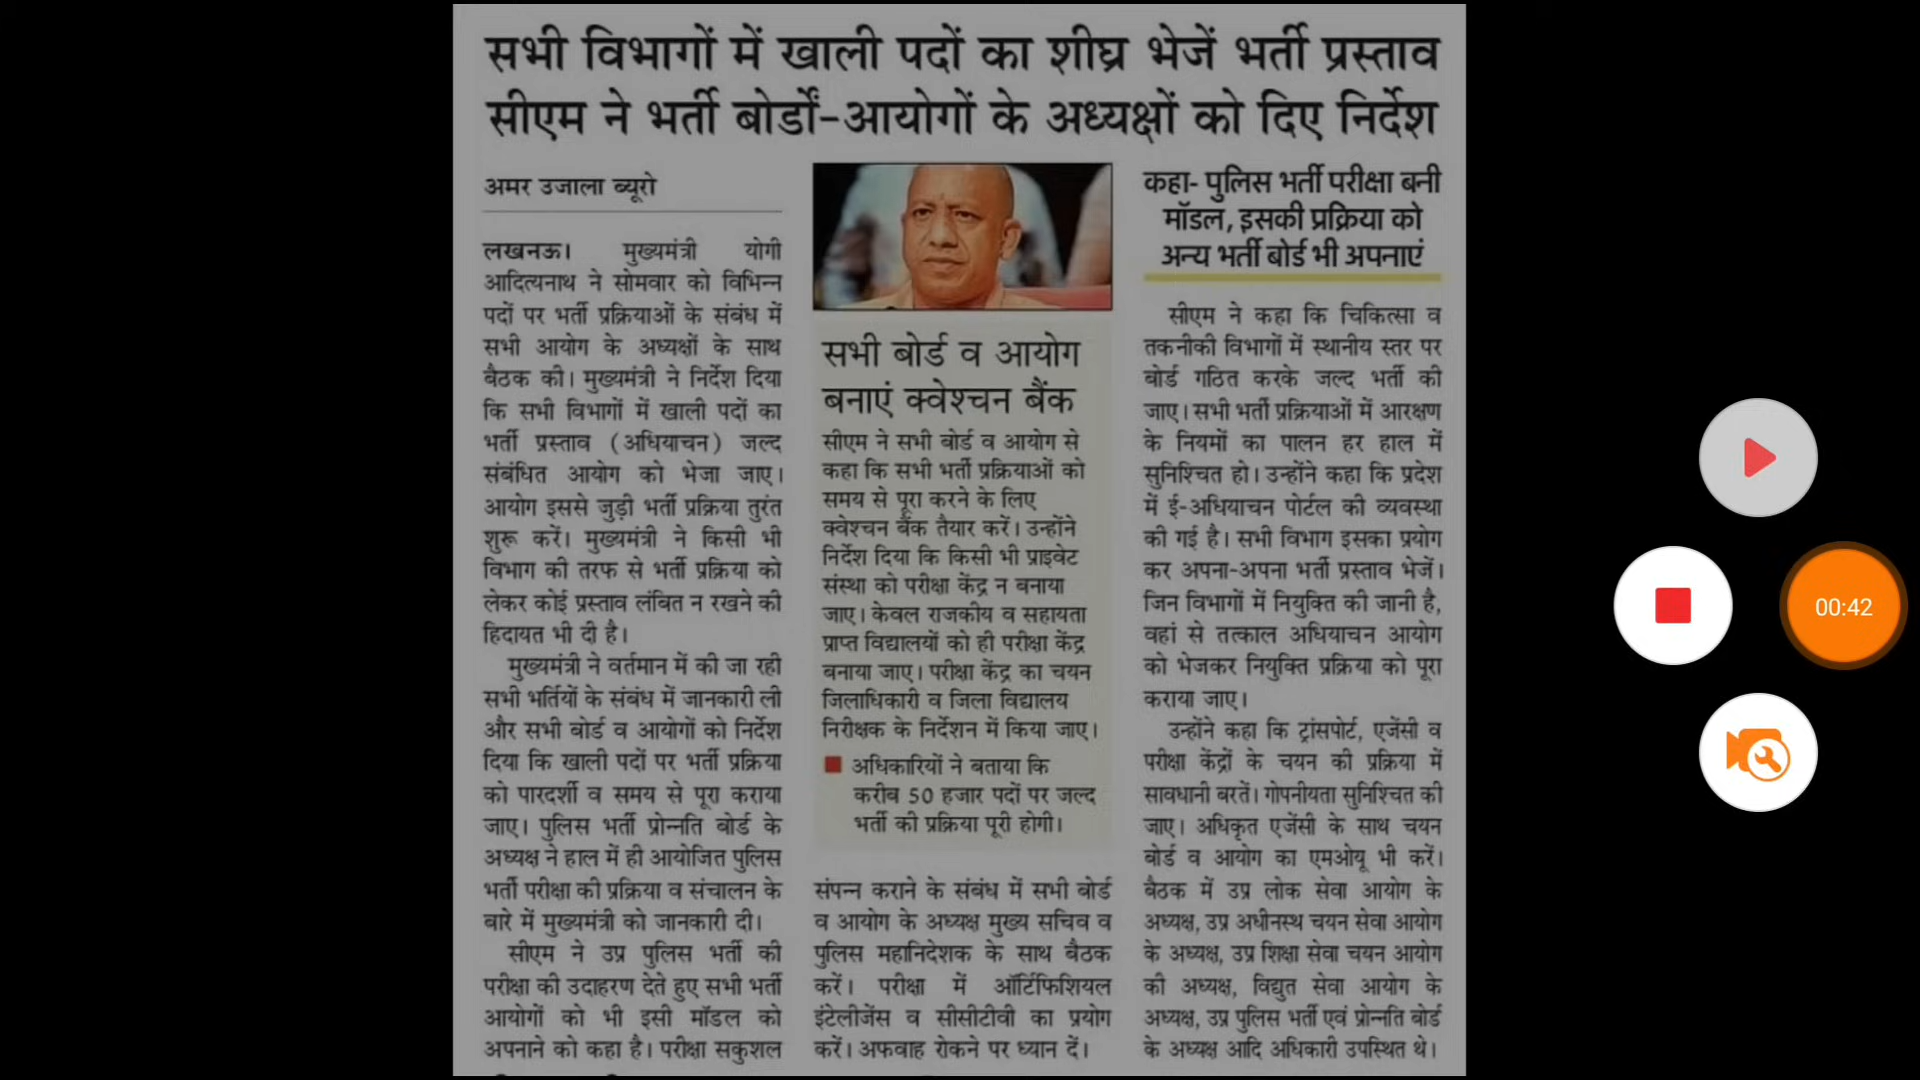 सभी विभागों में खाली पदों का शीघ्र भेजें भर्ती प्रस्ताव
सीएम ने भर्ती बोर्डों-आयोगों के अध्यक्षों को दिए निर्देश
अमर उजाला ब्यूरो
लखनऊ। मुख्यमंत्री योगी
आदित्यनाथ ने सोमवार को विभिन्न
पदों पर भर्ती प्रक्रियाओं के संबंध में
सभी आयोग के अध्यक्षों के साथ
बैठक की। मुख्यमंत्री ने निर्देश दिया
कि सभी विभागों में खाली पदों का
भर्ती प्रस्ताव (अधियाचन) जल्द
संबंधित आयोग को भेजा जाए।
आयोग इससे जुड़ी भर्ती प्रक्रिया तुरंत
शुरू करें। मुख्यमंत्री ने किसी भी
विभाग की तरफ से भर्ती प्रक्रिया को
लेकर कोई प्रस्ताव लंबित न रखने की
हिदायत भी दी है।
मुख्यमंत्री ने वर्तमान में की जा रही
सभी भर्तियों के संबंध में जानकारी ली
और सभी बोर्ड व आयोगों को निर्देश
दिया कि खाली पदों पर भर्ती प्रक्रिया
को पारदर्शी व समय से पूरा कराया
जाए। पुलिस भर्ती प्रोन्नति बोर्ड के
अध्यक्ष ने हाल में ही आयोजित पुलिस
भर्ती परीक्षा की प्रक्रिया व संचालन के
बारे में मुख्यमंत्री को जानकारी दी।
सीएम ने उप्र पुलिस भर्ती की
परीक्षा की उदाहरण देते हुए सभी भर्ती
आयोगों को भी इसी मॉडल को
अपनाने को कहा है। परीक्षा सकुशल
सभी बोर्ड व आयोग
बनाएं क्वेश्चन बैंक
सीएम ने सभी बोर्ड व आयोग से
कहा कि सभी भर्ती प्रक्रियाओं को
समय से पूरा करने के लिए
क्वेश्चन बैंक तैयार करें। उन्होंने
निर्देश दिया कि किसी भी प्राइवेट
संस्था को परीक्षा केंद्र न बनाया
जाए। केवल राजकीय व सहायता
प्राप्त विद्यालयों को ही परीक्षा केंद्र
बनाया जाए। परीक्षा केंद्र का चयन
जिलाधिकारी व जिला विद्यालय
निरीक्षक के निर्देशन में किया जाए।
अधिकारियों ने बताया कि
करीब 50 हजार पदों पर जल्द
भर्ती की प्रक्रिया पूरी होगी।
संपन्न कराने के संबंध में सभी बोर्ड
व आयोग के अध्यक्ष मुख्य सचिव व
पुलिस महानिदेशक के साथ बैठक
करें। परीक्षा में ऑर्टिफिशियल
इंटेलीजेंस व सीसीटीवी का प्रयोग
करें। अफवाह रोकने पर ध्यान दें।
कहा- पुलिस भर्ती परीक्षा बनी
मॉडल, इसकी प्रक्रिया को
अन्य भर्ती बोर्ड भी अपनाएं
सीएम ने कहा कि चिकित्सा व
तकनीकी विभागों में स्थानीय स्तर पर
बोर्ड गठित करके जल्द भर्ती की
जाए। सभी भर्ती प्रक्रियाओं में आरक्षण
के नियमों का पालन हर हाल में
सुनिश्चित हो। उन्होंने कहा कि प्रदेश
में ई-अधियाचन पोर्टल की व्यवस्था
की गई है। सभी विभाग इसका प्रयोग
कर अपना-अपना भर्ती प्रस्ताव भेजें।
जिन विभागों में नियुक्ति की जानी है,
वहां से तत्काल अधियाचन आयोग
को भेजकर नियुक्ति प्रक्रिया को पूरा
कराया जाए।
उन्होंने कहा कि ट्रांसपोर्ट, एजेंसी व
परीक्षा केंद्रों के चयन की प्रक्रिया में
सावधानी बरतें। गोपनीयता सुनिश्चित की
जाए। अधिकृत एजेंसी के साथ चयन
बोर्ड व आयोग का एमओयू भी करें।
बैठक में उप्र लोक सेवा आयोग के
अध्यक्ष, उप्र अधीनस्थ चयन सेवा आयोग
के अध्यक्ष, उप्र शिक्षा सेवा चयन आयोग
की अध्यक्ष, विद्युत सेवा आयोग के
अध्यक्ष, उप्र पुलिस भर्ती एवं प्रोन्नति बोर्ड
के अध्यक्ष आदि अधिकारी उपस्थित थे।
00:42